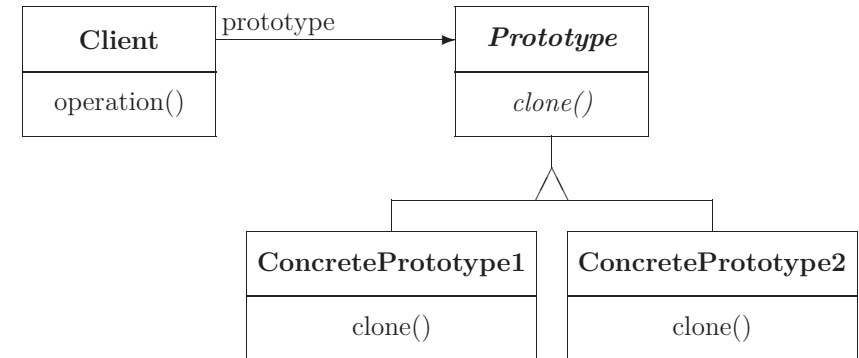 Client
operation()
prototype
Prototype
clone()
ConcretePrototype1
clone()
ConcretePrototype2
clone()